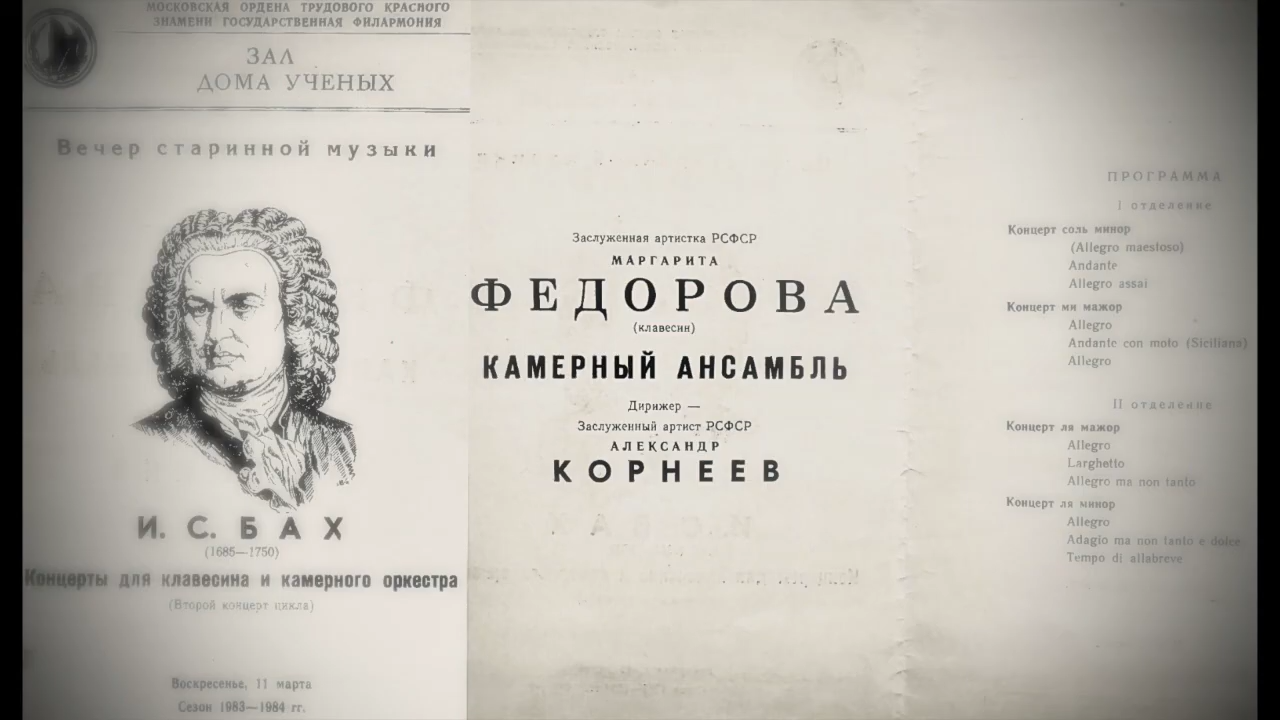 МОСКОВСКАЯ ОРДЕНА ТРУДОВОГО КРАСНОГО
ЗНАМЕНИ ГОСУДАРСТВЕННАЯ ФИЛАРМОНИЯ
ЗАЛ
ДОМА УЧЕНЫХ
Вечер старинной музыки
И. С. БАХ
(1685—1750)
Концерты для клавесина и камерного оркестра
(Второй концерт цикла)
Воскресенье, 11 марта
Сезон 1983—1984 гг.
Заслуженная артистка РСФСР
МАРГАРИТА
ФЕДОРОВА
(клавесин)
КАМЕРНЫЙ АНСАМБЛЬ
Дирижер —
Заслуженный артист РСФСР
АЛЕКСАНДР
КОРНЕЕВ
ПРОГРАММА
I отделение
Концерт соль минор
(Allegro maestoso)
Andante
Allegro assai
Концерт ми мажор
Allegro
Andante con moto (Siciliana)
Allegro
II отделение
Концерт ля мажор
Allegro
Larghetto
Allegro ma non tanto
Концерт ля минор
Allegro
Adagio ma non tanto e dolce
Tempo di allabreve